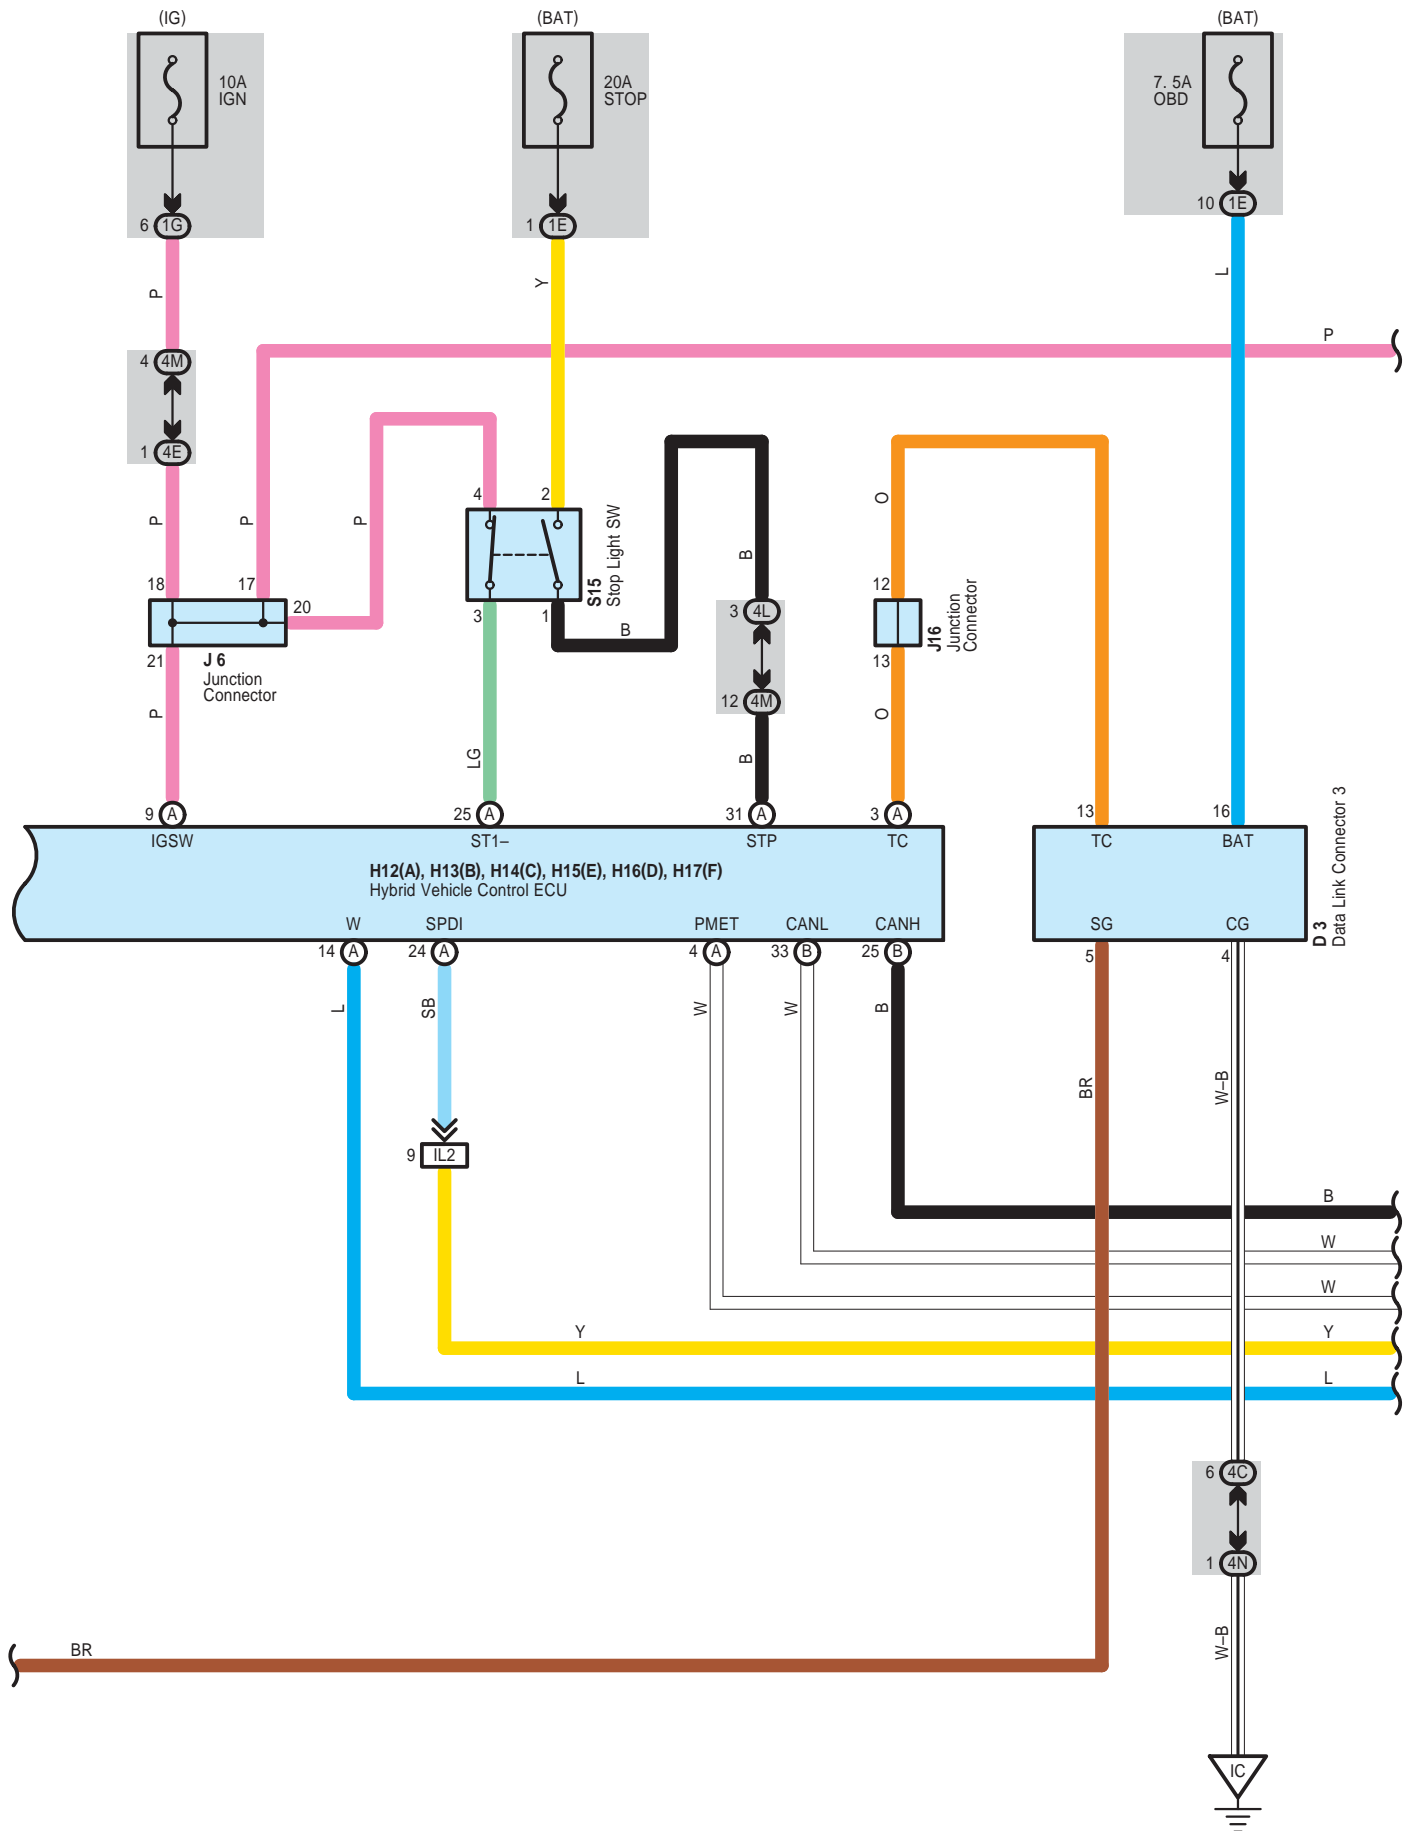 (IG)
(BAT)
(BAT)
10A
IGN
20A
STOP
7. 5A
OBD
6 1G
1 1E
10 1E
P
Y
L
P
4 4M
1 4E
4
2
P
P
P
O
B
S15
Stop Light SW
18
17
20
3
1
B
3 4L
12
J16
Junction
Connector
13
21
J 6
Junction
Connector
12 4M
P
LG
B
O
9 A
25 A
31 A
3 A
13
16
IGSW
ST1–
STP
TC
TC
BAT
H12(A), H13(B), H14(C), H15(E), H16(D), H17(F)
Hybrid Vehicle Control ECU
D 3
Data Link Connector 3
W
SPDI
PMET
CANL
CANH
SG
CG
14 A
24 A
4 A
33 B
25 B
5
4
L
SB
W
W
B
BR
W–B
9 IL2
B
W
W
Y
Y
L
L
6 4C
1 4N
BR
W–B
IC